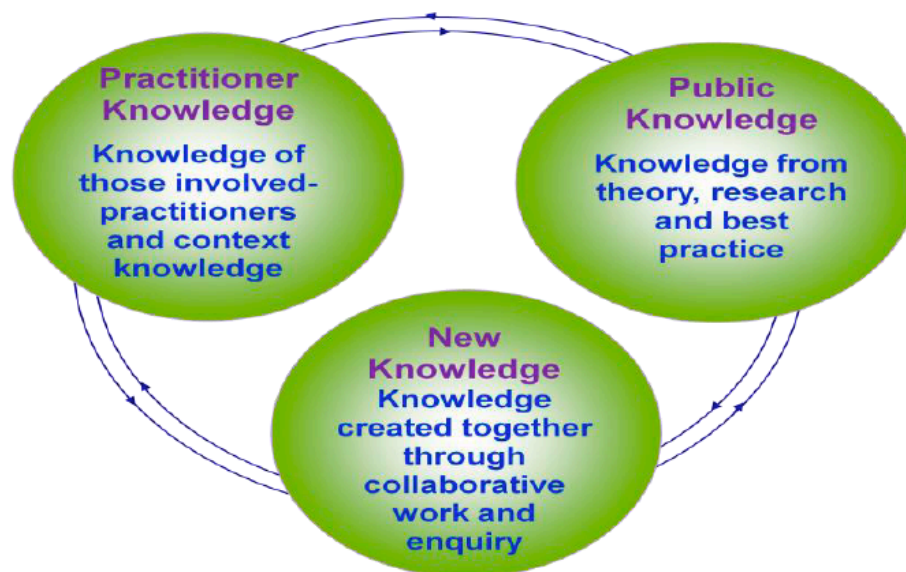 Practitioner
Knowledge
Knowledge of
those involved-
practitioners
and context
knowledge
Public
Knowledge
Knowledge from
theory, research
and best
practice
New
Knowledge
Knowledge
created together
through
collaborative
work and
enquiry